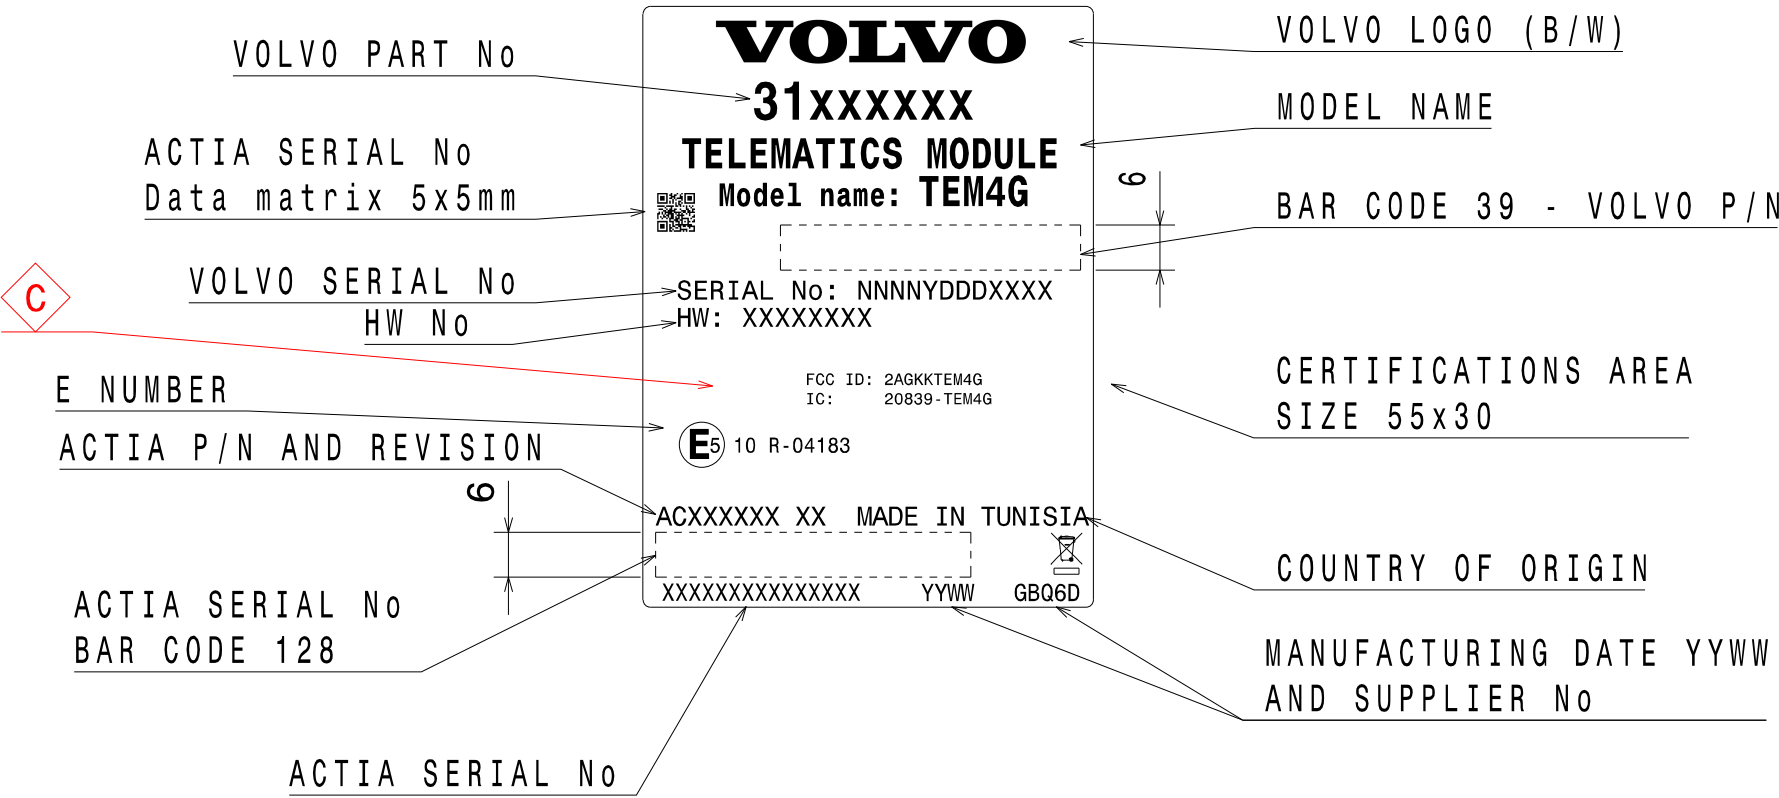 VOLVO PART No
ACTIA SERIAL No
Data matrix 5x5mm
C
VOLVO SERIAL No
HW No
E NUMBER
ACTIA P/N AND REVISION
6
ACTIA SERIAL No
BAR CODE 128
ACTIA SERIAL No
VOLVO
31XXXXXX
TELEMATICS MODULE
Model name: TEM4G
SERIAL No: NNNNYDDDXXXX
HW: XXXXXXXX
FCC ID: 2AGKKTEM4G
IC: 20839-TEM4G
E5 10 R-04183
ACXXXXXX XX MADE IN TUNISIA
XXXXXXXXXXXXXXX YYWW GBQ6D
VOLVO LOGO (B/W)
MODEL NAME
6
BAR CODE 39 - VOLVO P/N
CERTIFICATIONS AREA
SIZE 55x30
COUNTRY OF ORIGIN
MANUFACTURING DATE YYWW
AND SUPPLIER No